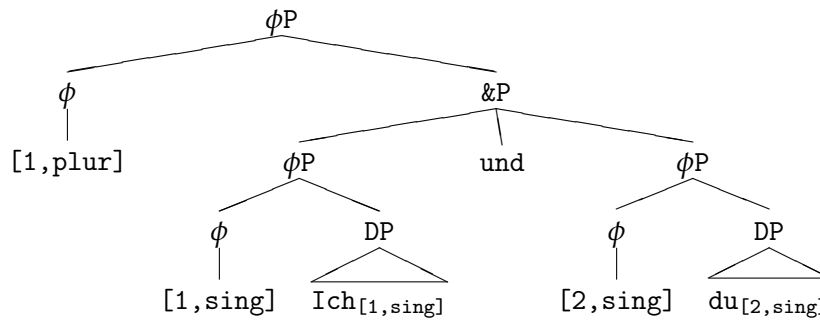 ϕP
ϕ &P
[1,plur] ϕP und ϕP
ϕ DP ϕ DP
[1,sing] Ich[1,sing] [2,sing] du[2,sing]